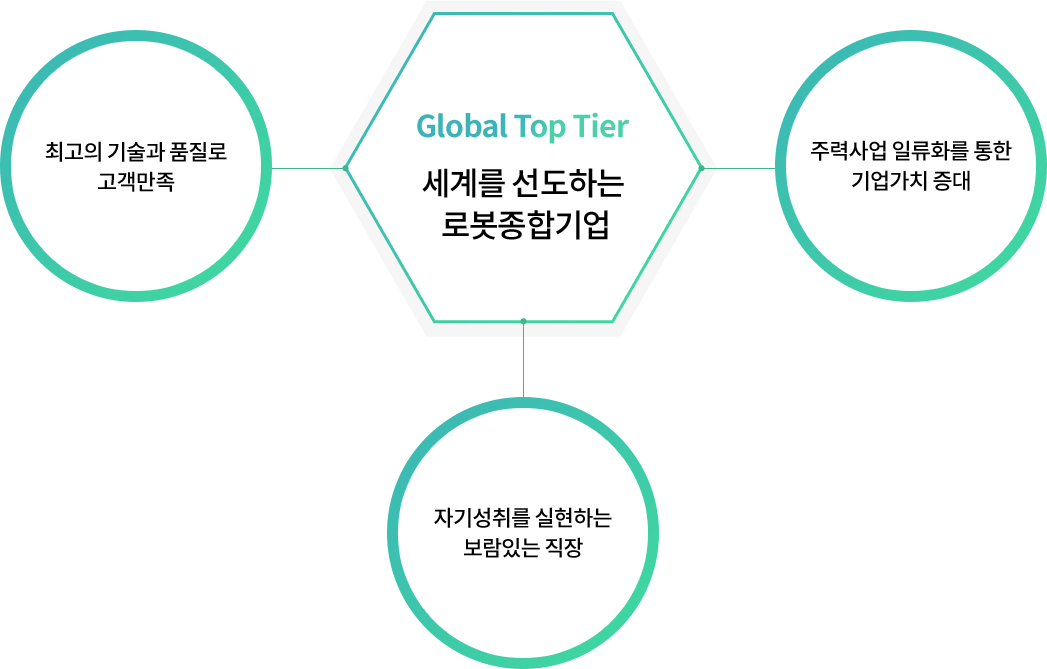 Global Top Tier
세계를 선도하는
로봇종합기업
최고의 기술과 품질로
고객만족
주력사업 일류화를 통한
기업가치 증대
자기성취를 실현하는
보람있는 직장